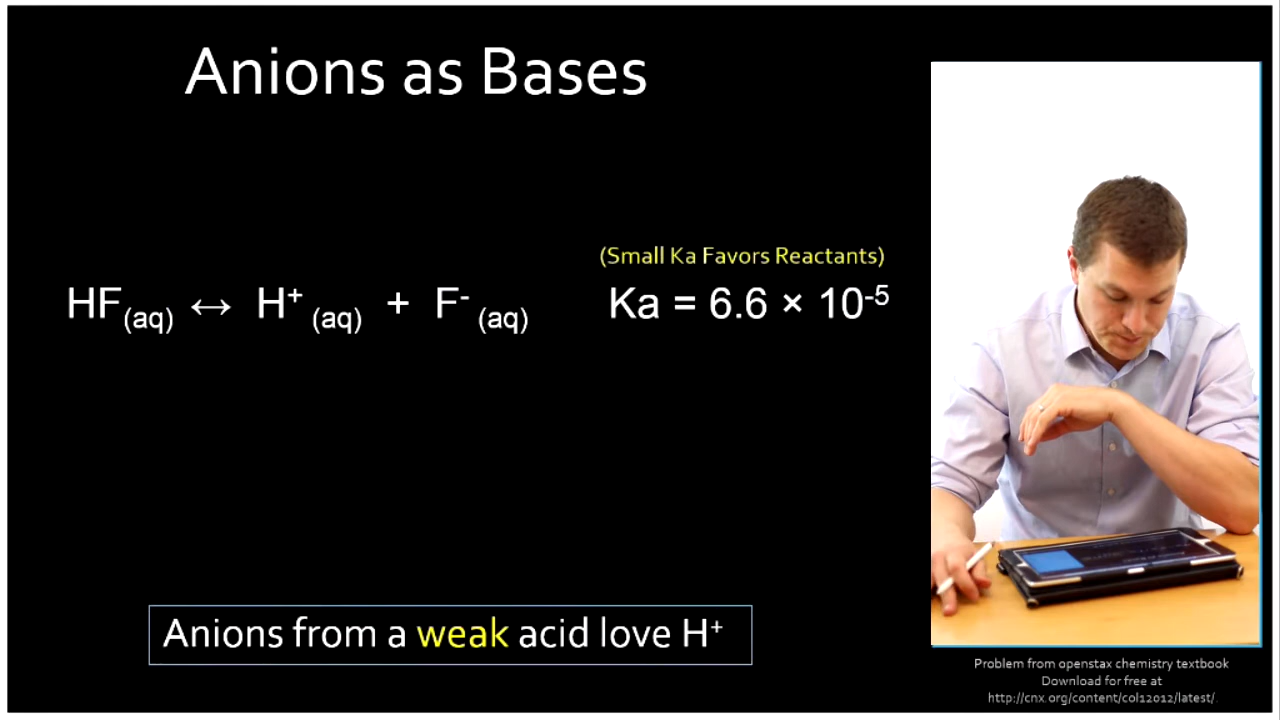 Anions as Bases
(Small Ka Favors Reactants)
HF(aq) ↔ H⁺ (aq) + F⁻ (aq) Ka = 6.6 × 10⁻⁵
Anions from a weak acid love H⁺
Problem from openstax chemistry textbook
Download for free at
http://cnx.org/content/col12012/latest/.